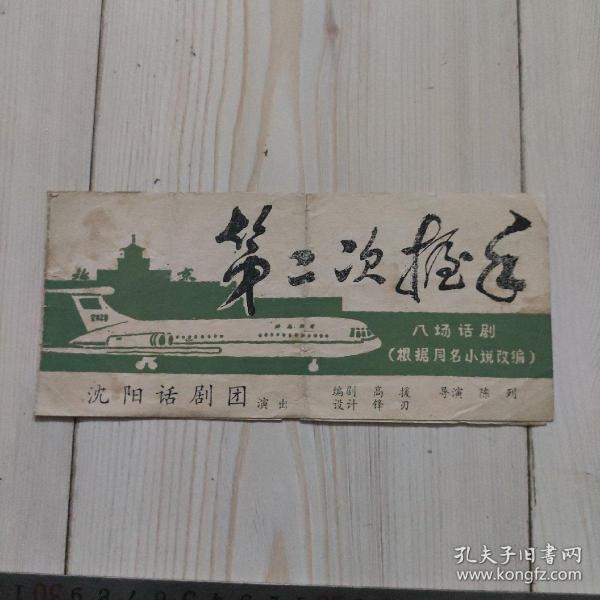 第二次握手
北京
八场话剧
(根据同名小说改编)
沈阳话剧团 演出
编剧 高援 导演 陈列
设计 锋刃
孔夫子旧书网
www.kongfz.com